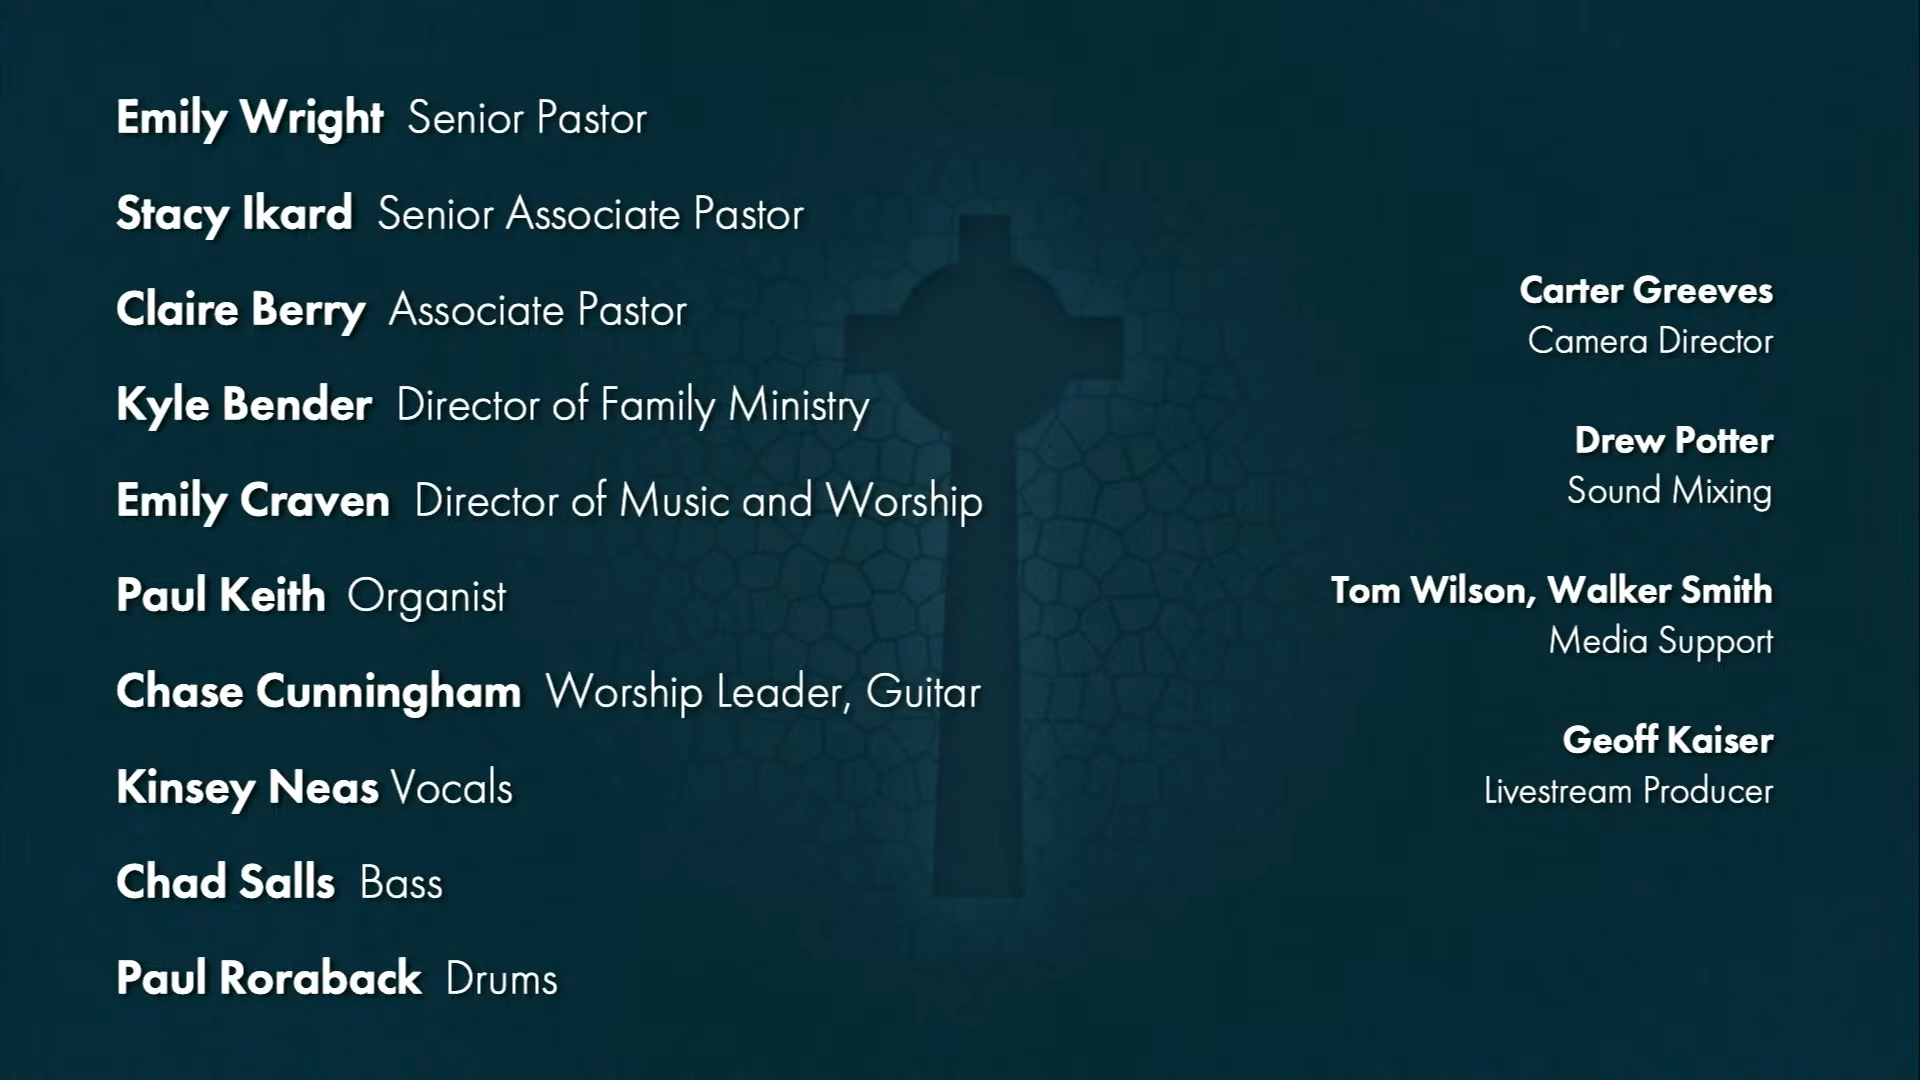 Emily Wright Senior Pastor
Stacy Ikard Senior Associate Pastor
Claire Berry Associate Pastor
Kyle Bender Director of Family Ministry
Emily Craven Director of Music and Worship
Paul Keith Organist
Chase Cunningham Worship Leader, Guitar
Kinsey Neas Vocals
Chad Salls Bass
Paul Roraback Drums
Carter Greeves
Camera Director
Drew Potter
Sound Mixing
Tom Wilson, Walker Smith
Media Support
Geoff Kaiser
Livestream Producer